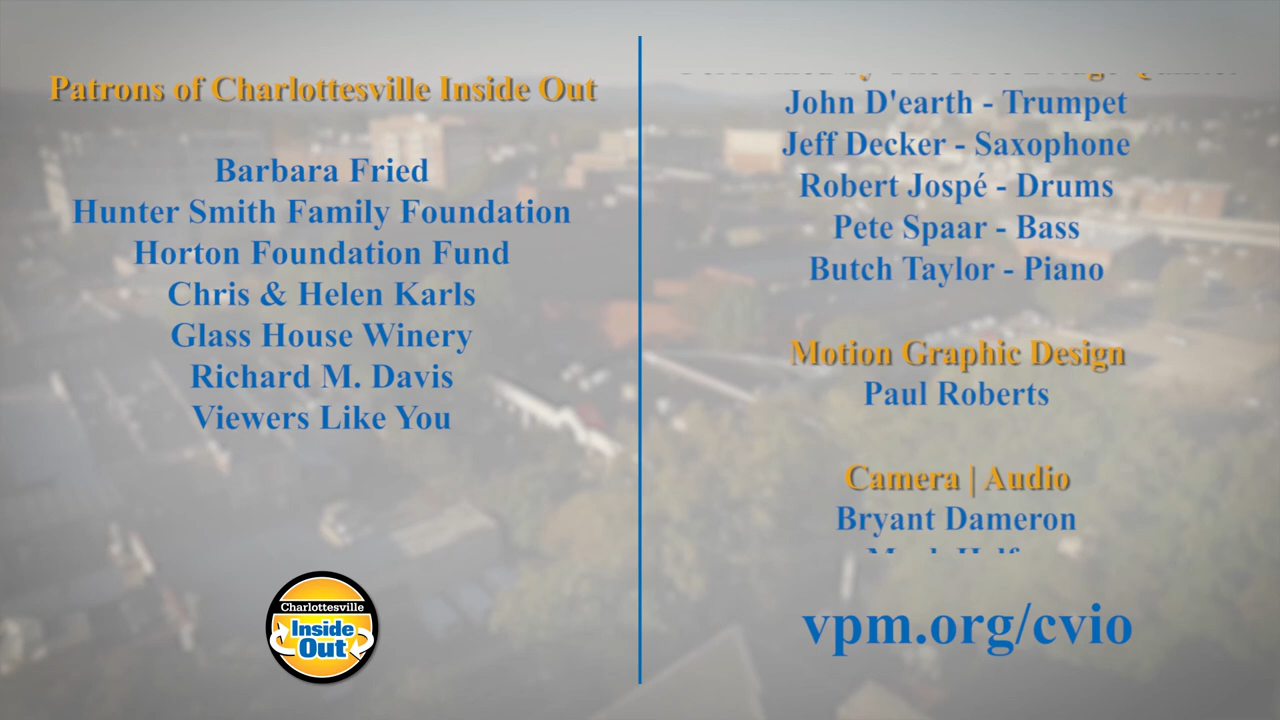 Patrons of Charlottesville Inside Out
Barbara Fried
Hunter Smith Family Foundation
Horton Foundation Fund
Chris & Helen Karls
Glass House Winery
Richard M. Davis
Viewers Like You
Charlottesville
Inside
Out
John D'earth - Trumpet
Jeff Decker - Saxophone
Robert Jospé - Drums
Pete Spaar - Bass
Butch Taylor - Piano
Motion Graphic Design
Paul Roberts
Camera | Audio
Bryant Dameron
vpm.org/cvio